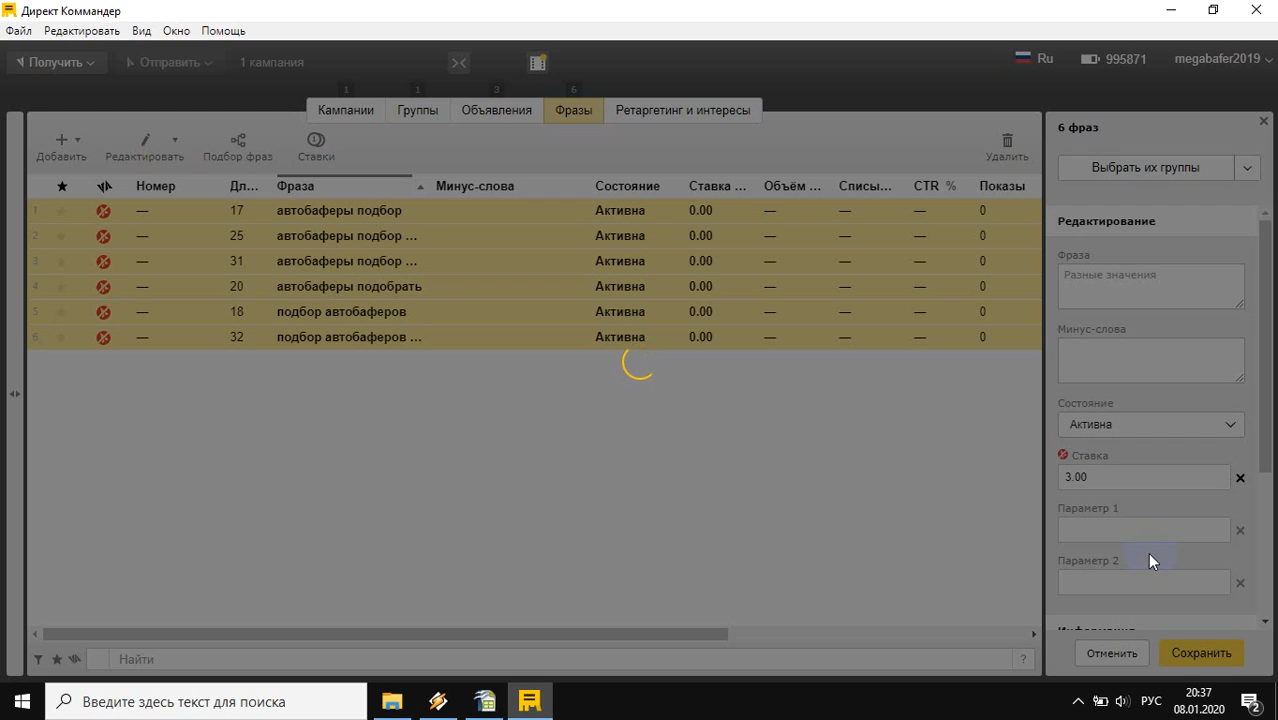 Директ Коммандер
Файл Редактировать Вид Окно Помощь
Получить Отправить 1 кампания Ru 995871 megabafer2019
1 1 3 6
Кампании Группы Объявления Фразы Ретаргетинг и интересы
Добавить Редактировать Подбор фраз Ставки Удалить
Номер Дл... Фраза Минус-слова Состояние Ставка ... Объём ... Списы... CTR % Показы
1 — 17 автобаферы подбор Активна 0.00 — — — 0
2 — 25 автобаферы подбор ... Активна 0.00 — — — 0
3 — 31 автобаферы подбор ... Активна 0.00 — — — 0
4 — 20 автобаферы подобрать Активна 0.00 — — — 0
5 — 18 подбор автобаферов Активна 0.00 — — — 0
6 — 32 подбор автобаферов ... Активна 0.00 — — — 0
Найти ?
6 фраз
Выбрать их группы
Редактирование
Фраза
Разные значения
Минус-слова
Состояние
Активна
Ставка
3.00
Параметр 1
Параметр 2
Информация
Отменить Сохранить
Введите здесь текст для поиска
РУС
20:37
08.01.2020
2